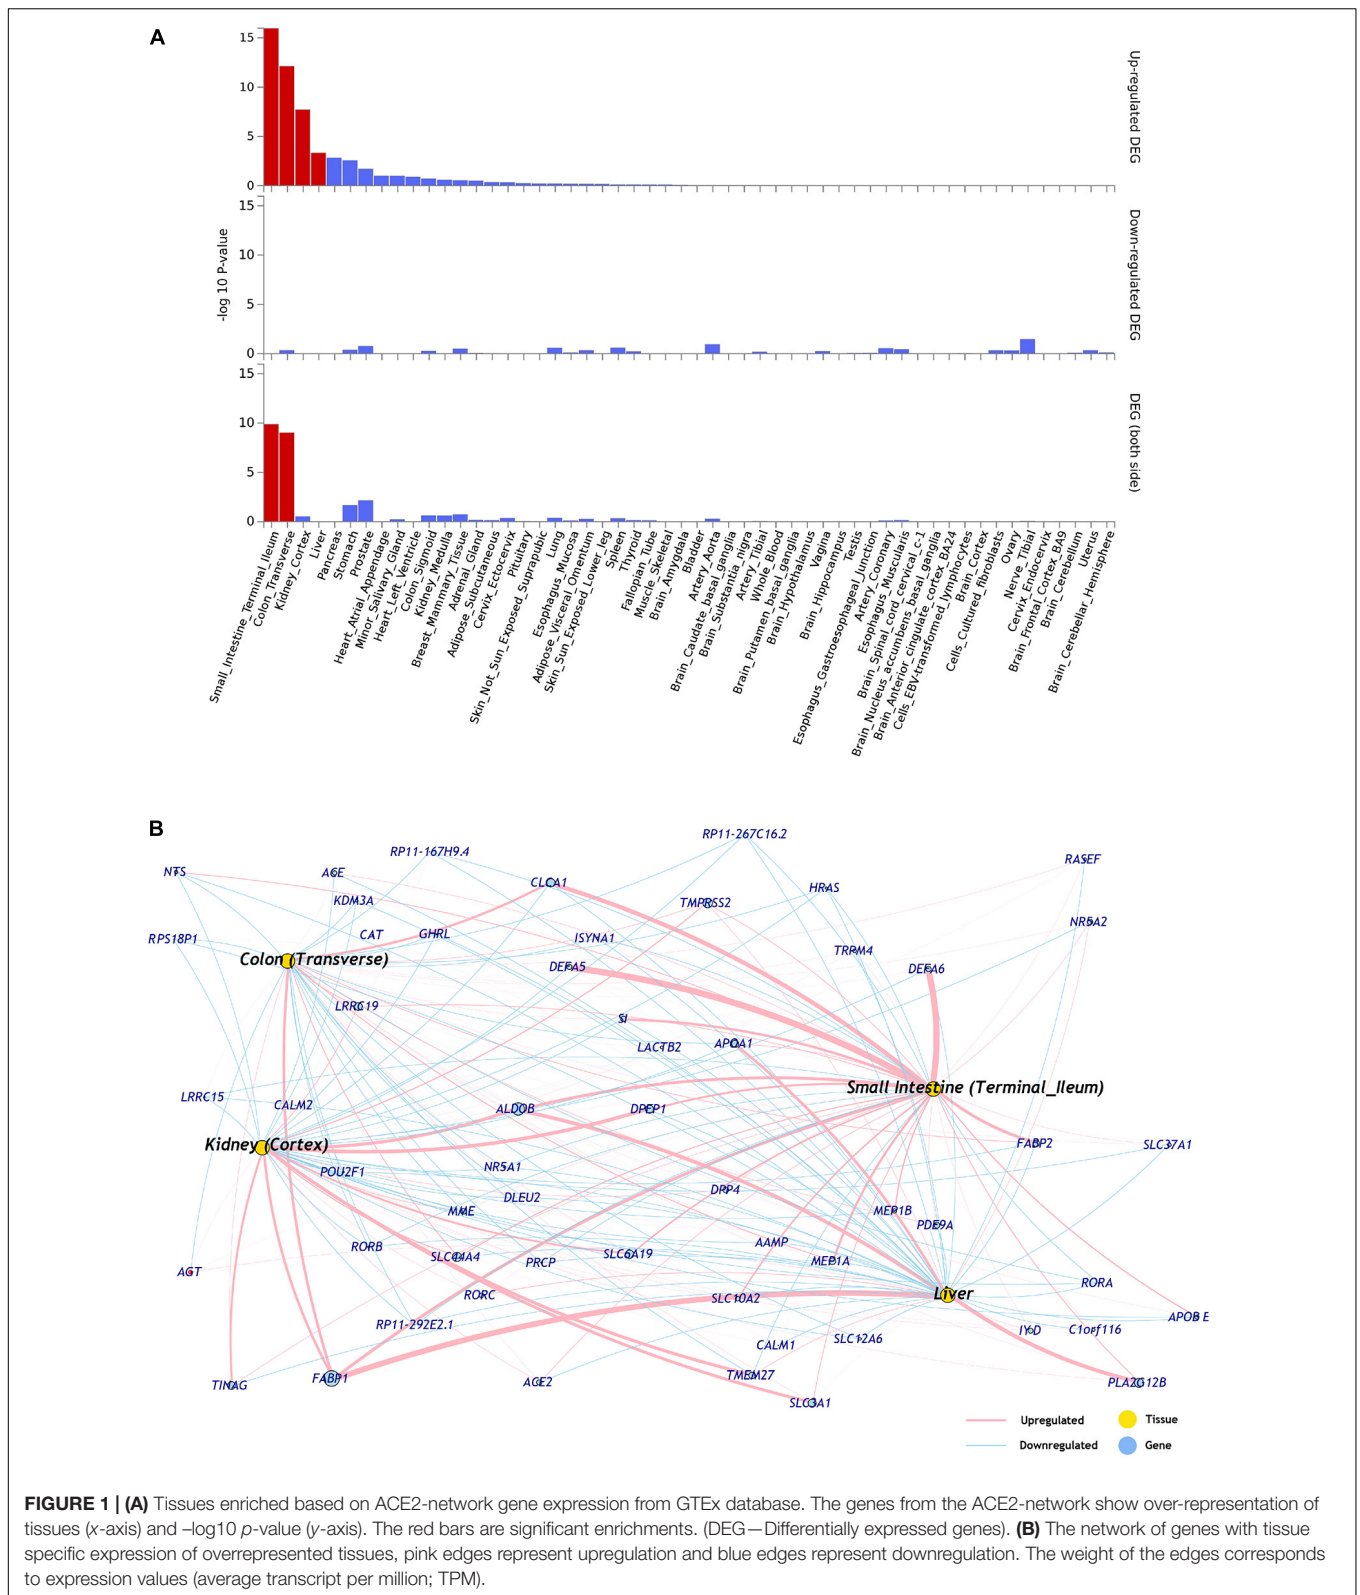 A
15
10
5
0
Up-regulated DEG
15
10
5
0
Down-regulated DEG
-log 10 P-value
15
10
5
0
DEG (both side)
Small_Intestine_Terminal_Ileum
Colon_Transverse
Kidney_Cortex
Liver
Pancreas
Stomach
Prostate
Heart_Atrial_Appendage
Minor_Salivary_Gland
Heart_Left_Ventricle
Colon_Sigmoid
Kidney_Medulla
Breast_Mammary_Tissue
Adrenal_Gland
Adipose_Subcutaneous
Cervix_Ectocervix
Pituitary
Skin_Not_Sun_Exposed_Suprapubic
Lung
Esophagus_Mucosa
Adipose_Visceral_Omentum
Skin_Sun_Exposed_Lower_leg
Spleen
Thyroid
Fallopian_Tube
Muscle_Skeletal
Brain_Amygdala
Bladder
Artery_Aorta
Brain_Caudate_basal_ganglia
Brain_Substantia_nigra
Artery_Tibial
Whole_Blood
Brain_Putamen_basal_ganglia
Brain_Hypothalamus
Vagina
Brain_Hippocampus
Testis
Esophagus_Gastroesophageal_Junction
Artery_Coronary
Esophagus_Muscularis
Brain_Spinal_cord_cervical_c-1
Brain_Nucleus_accumbens_basal_ganglia
Brain_Anterior_cingulate_cortex_BA24
Cells_EBV-transformed_lymphocytes
Brain_Cortex
Cells_Cultured_fibroblasts
Ovary
Nerve_Tibial
Cervix_Endocervix
Brain_Frontal_Cortex_BA9
Brain_Cerebellum
Uterus
Brain_Cerebellar_Hemisphere
B
RP11-267C16.2
RP11-167H9.4
RASEF
NTS
ACE
CLCA1
HRAS
KDM3A
TMPRSS2
NR5A2
RPS18P1
CAT
GHRL
ISYNA1
TRPM4
Colon (Transverse)
DEFA5
DEFA6
LRRC19
SI
LACTB2
APOA1
Small Intestine (Terminal_Ileum)
LRRC15
CALM2
ALDOB
DPEP1
Kidney (Cortex)
FABP2
SLC37A1
POU2F1
NR5A1
DLEU2
DPP4
MME
MEP1B
PDE9A
RORB
SLC44A4
PRCP
SLC6A19
AAMP
MEP1A
AGT
RORA
RORC
SLC10A2
Liver
RP11-292E2.1
APOB E
IYD
C1orf116
CALM1
SLC12A6
TINAG
FABP1
ACE2
TMEM27
PLA2G12B
SLC3A1
Upregulated
Tissue
Downregulated
Gene
FIGURE 1 | (A) Tissues enriched based on ACE2-network gene expression from GTEx database. The genes from the ACE2-network show over-representation of
tissues (x-axis) and –log10 p-value (y-axis). The red bars are significant enrichments. (DEG—Differentially expressed genes). (B) The network of genes with tissue
specific expression of overrepresented tissues, pink edges represent upregulation and blue edges represent downregulation. The weight of the edges corresponds
to expression values (average transcript per million; TPM).